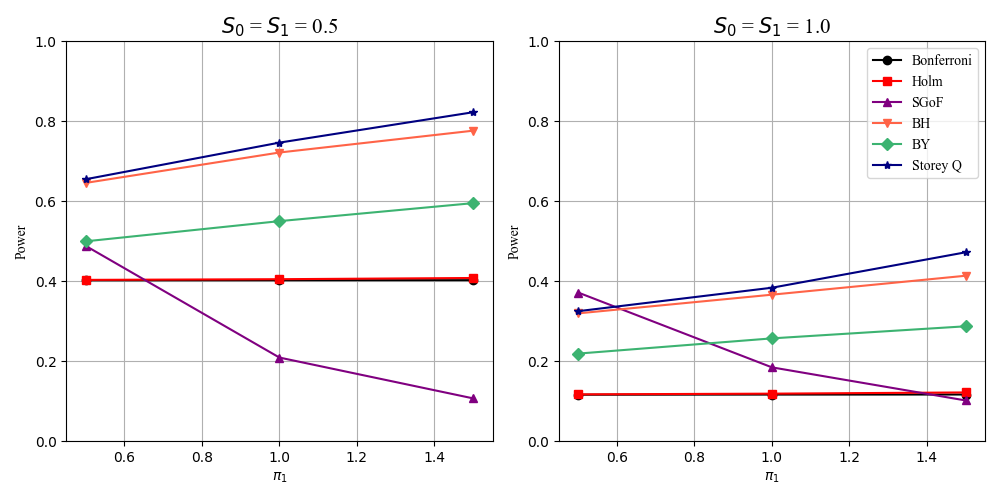 S₀ = S₁ = 0.5
1.0
0.8
0.6
0.4
0.2
0.0
Power
0.6 0.8 1.0 1.2 1.4
π₁
S₀ = S₁ = 1.0
1.0
0.8
0.6
0.4
0.2
0.0
Power
0.6 0.8 1.0 1.2 1.4
π₁
Bonferroni
Holm
SGoF
BH
BY
Storey Q